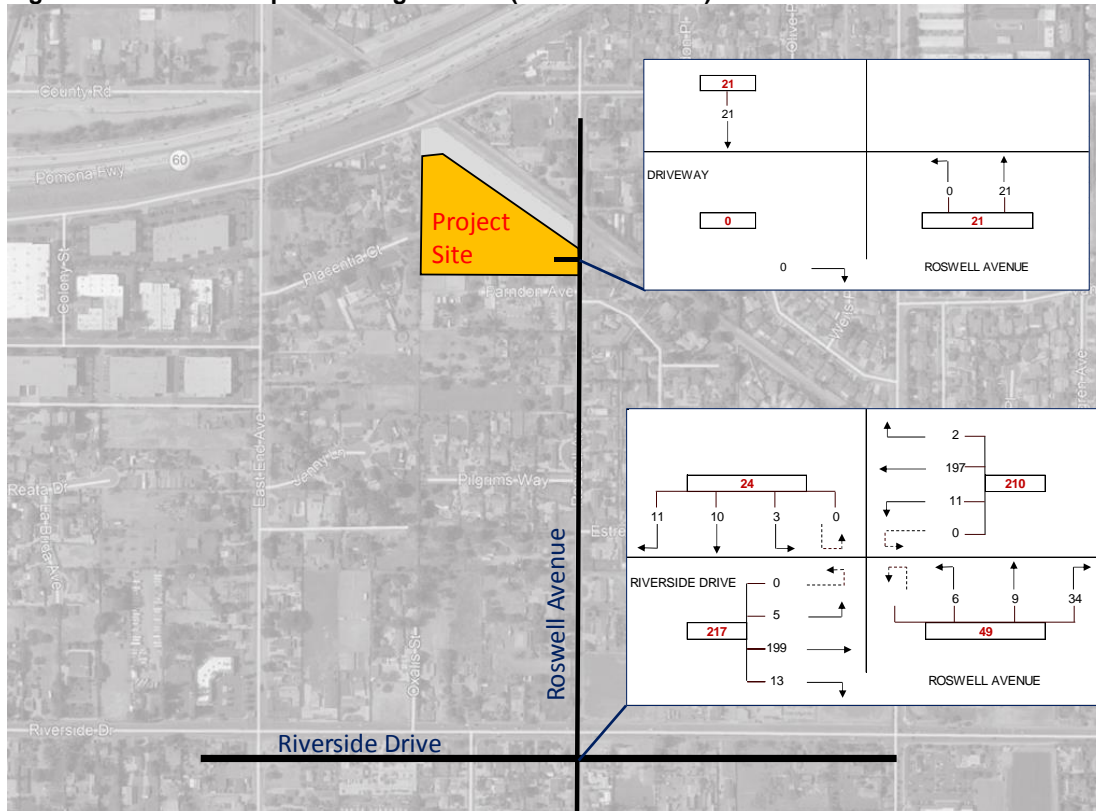 County Rd
60
Pomona Fwy
Colony St
Placentia Ct
Project
Site
Farndon Ave
East End Ave
Jenny Ln
Pilgrims Way
Reata Dr
Oxalis St
Roswell Avenue
Riverside Dr
Riverside Drive
Olive Pl
21
21
DRIVEWAY
0
0
0
21
21
ROSWELL AVENUE
24
11
10
3
0
2
197
11
0
210
RIVERSIDE DRIVE
0
5
199
13
217
6
9
34
49
ROSWELL AVENUE